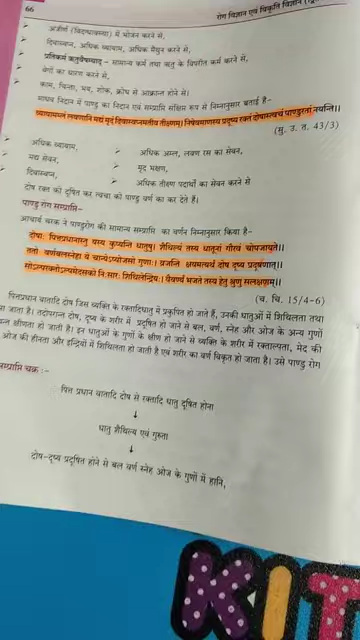 66
रोग विज्ञान एवं विकृति विज्ञान
अजीर्ण (विदग्धावस्था) में भोजन करने से,
दिवास्वप्न, अधिक व्यायाम, अधिक मैथुन करने से,
प्रतिकर्म ऋतुवैषम्याद् - सामान्य कर्म तथा ऋतु के विपरीत कर्म करने से,
वेगों का धारण करने से,
काम, चिन्ता, भय, शोक, क्रोध से आक्रान्त होने से।
माधव निदान में पाण्डु का निदान एवं सम्प्राप्ति संक्षिप्त रूप से निम्नानुसार बताई है-
व्यायाममम्लं लवणानि मद्यं मृदं दिवास्वप्नमतीव तीक्ष्णम्। निषेवमाणस्य प्रदूष्य रक्तं दोषास्त्वचं पाण्डुरतां नयन्ति।।
(सु. उ. त. 43/3)
अधिक व्यायाम,
अधिक अम्ल, लवण रस का सेवन,
मद्य सेवन,
मृद भक्षण,
दिवास्वप्न,
अधिक तीक्ष्ण पदार्थो का सेवन करने से
दोष रक्त को दूषित कर त्वचा को पाण्डु वर्ण का कर देते हैं।
पाण्डु रोग सम्प्राप्ति-
आचार्य चरक ने पाण्डुरोग की सामान्य सम्प्राप्ति का वर्णन निम्नानुसार किया है-
दोषाः पित्तप्रधानास्तु यस्य कुप्यन्ति धातुषु। शैथिल्यं तस्य धातूनां गौरवं चोपजायते।।
ततो वर्णबलस्नेहा ये चान्येऽप्योजसो गुणाः। व्रजन्ति क्षयमत्यर्थं दोष दूष्य प्रदूषणात्।।
सोऽल्परक्तोऽल्पमेदसको निः सारः शिथिलेन्द्रियः। वैवर्ण्यं भजते तस्य हेतु श्रुणु सलक्षणम्।।
(च. चि. 15/4-6)
पित्तप्रधान वातादि दोष जिस व्यक्ति के रक्तादिधातु में प्रकुपित हो जाते हैं, उनकी धातुओं में शिथिलता तथा
जाता है। तदोपरान्त दोष, दूष्य के शरीर में प्रदूषित हो जाने से बल, वर्ण, स्नेह और ओज के अन्य गुणों
क्षीणता हो जाती है। इन धातुओं के गुणों के क्षीण हो जाने से व्यक्ति के शरीर में रक्ताल्पता, मेद की
ओज की हीनता और इन्द्रियों में शिथिलता हो जाती है एवं शरीर का वर्ण विकृत हो जाता है। उसे पाण्डु रोग
सम्प्राप्ति चक्र :-
पित्त प्रधान वातादि दोष से रक्तादि धातु दूषित होना
↓
धातु शैथिल्य एवं गुरुता
↓
दोष-दूष्य प्रदूषित होने से बल वर्ण स्नेह ओज के गुणों में हानि,
KIT